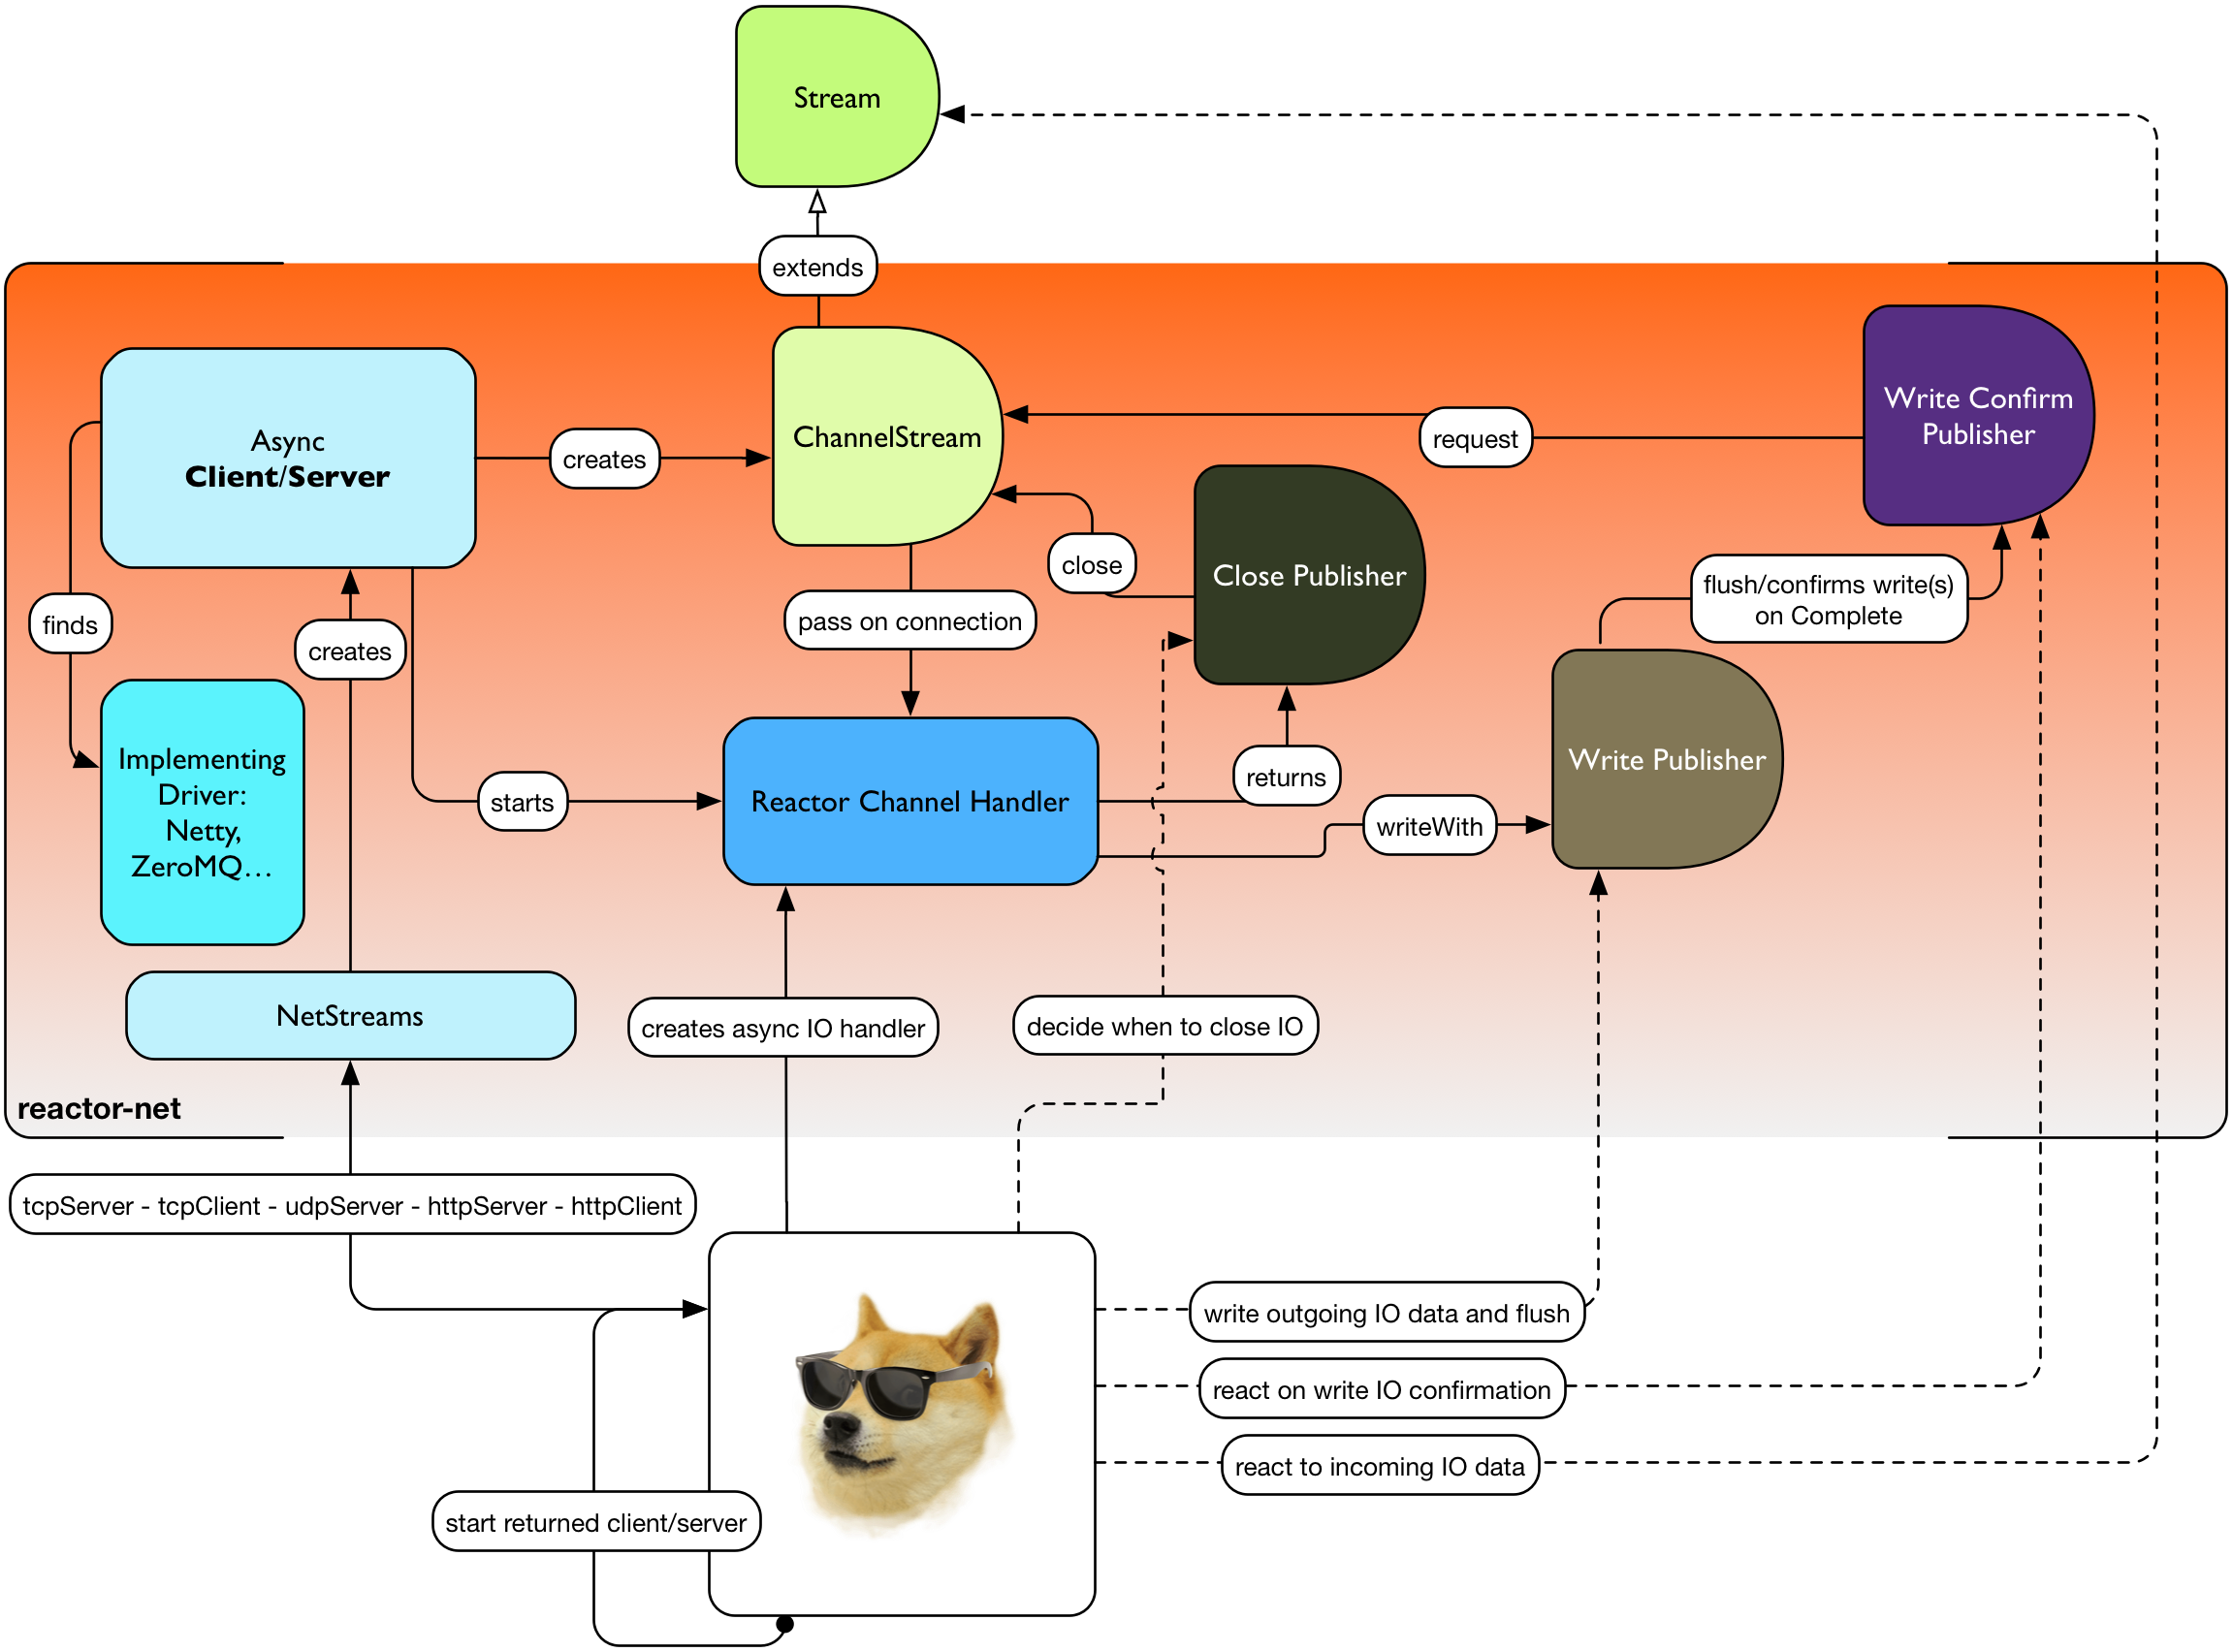 Stream
extends
Async
Client/Server
creates
ChannelStream
request
Write Confirm
Publisher
close
Close Publisher
flush/confirms write(s)
on Complete
finds
creates
pass on connection
Implementing
Driver:
Netty,
ZeroMQ…
starts
Reactor Channel Handler
returns
writeWith
Write Publisher
NetStreams
creates async IO handler
decide when to close IO
reactor-net
tcpServer - tcpClient - udpServer - httpServer - httpClient
write outgoing IO data and flush
react on write IO confirmation
react to incoming IO data
start returned client/server